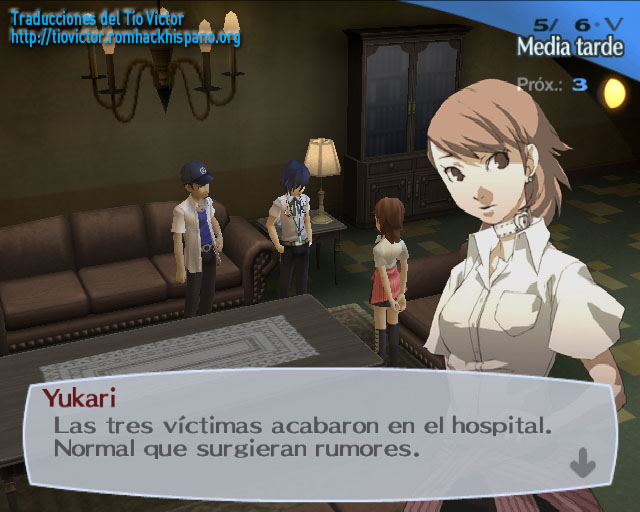 Traducciones del Tio Victor
http://tiovictor.romhackhispano.org
5/ 6·V
Media tarde
Próx.: 3
Yukari
Las tres víctimas acabaron en el hospital.
Normal que surgieran rumores.